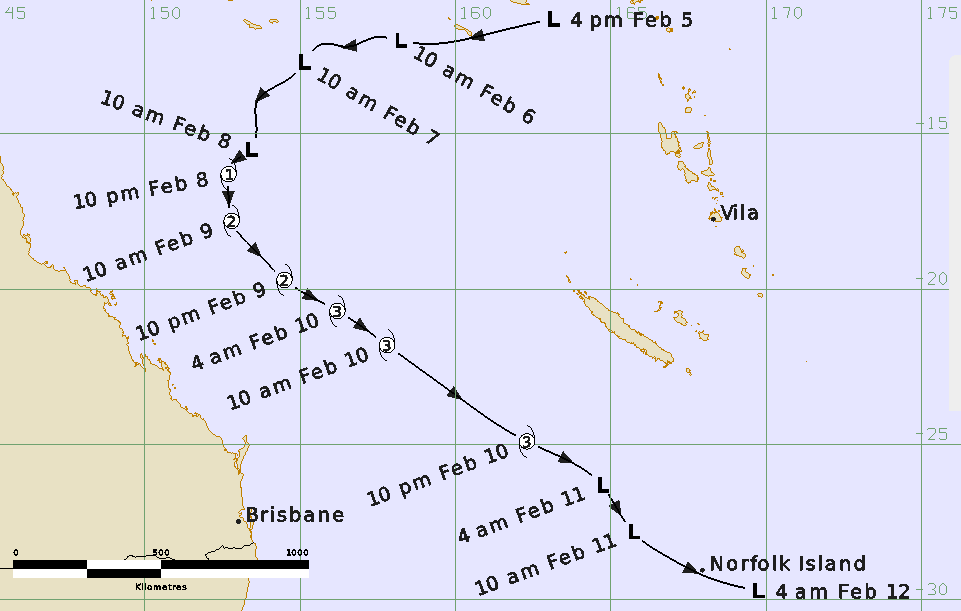 45 150 155 165 170 175
L 4 pm Feb 5
L 10 am Feb 6
L 10 am Feb 7
15
10 am Feb 8 L
10 pm Feb 8 1
Vila
10 am Feb 9 2
20
10 pm Feb 9 2
4 am Feb 10 3
10 am Feb 10 3
25
10 pm Feb 10 3
4 am Feb 11 L
Brisbane
10 am Feb 11 L
0 500 1000
Kilometres
Norfolk Island
L 4 am Feb 12
30